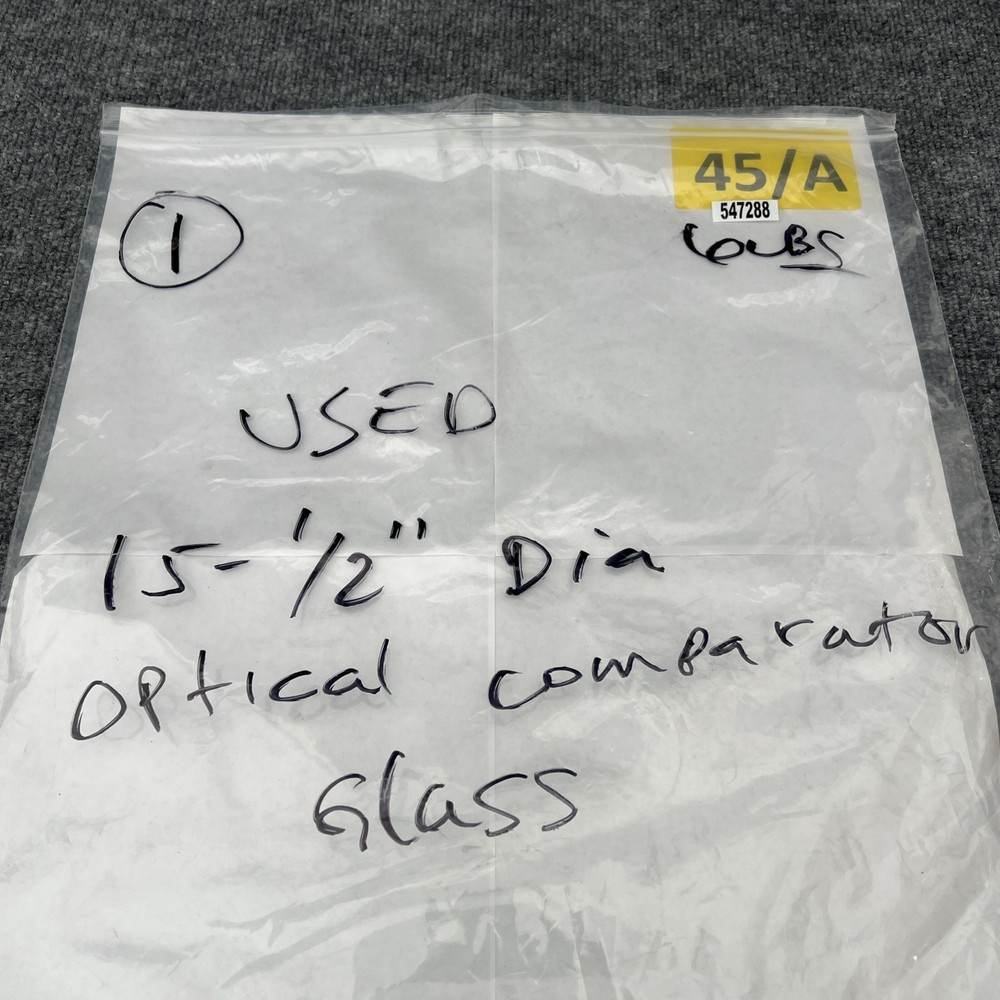 45/A
547288
1
6LBS
USED
15-1/2" Dia
Optical comparator
Glass